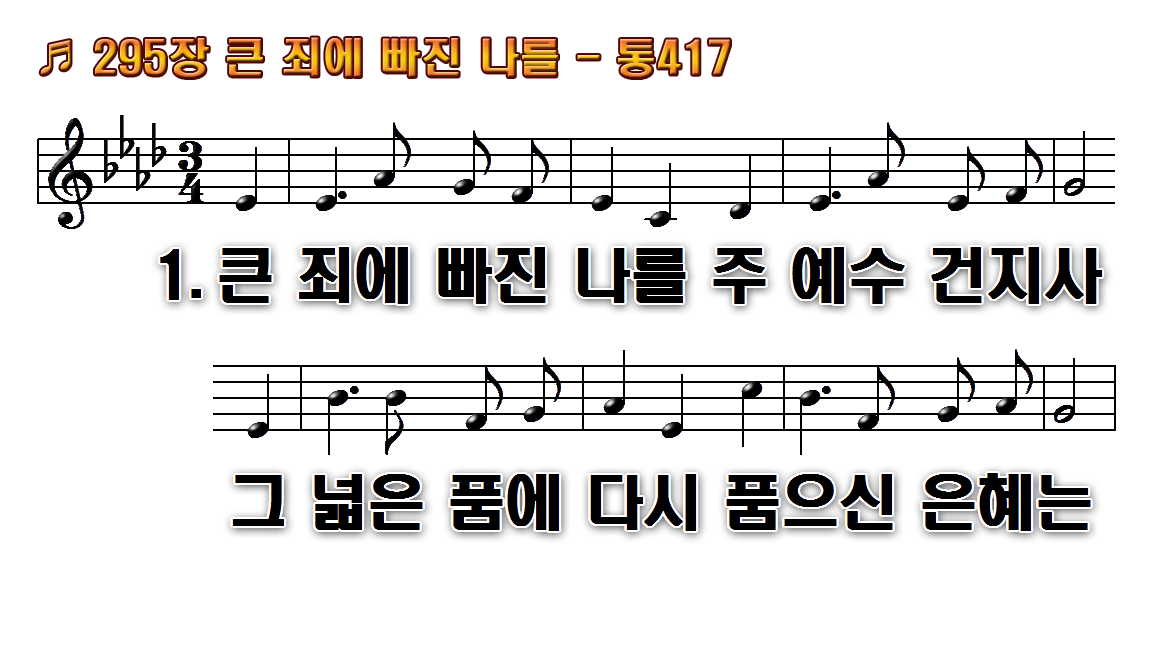 ♬ 295장 큰 죄에 빠진 나를 - 통417
3
4
1. 큰 죄에 빠진 나를 주 예수 건지사
그 넓은 품에 다시 품으신 은혜는